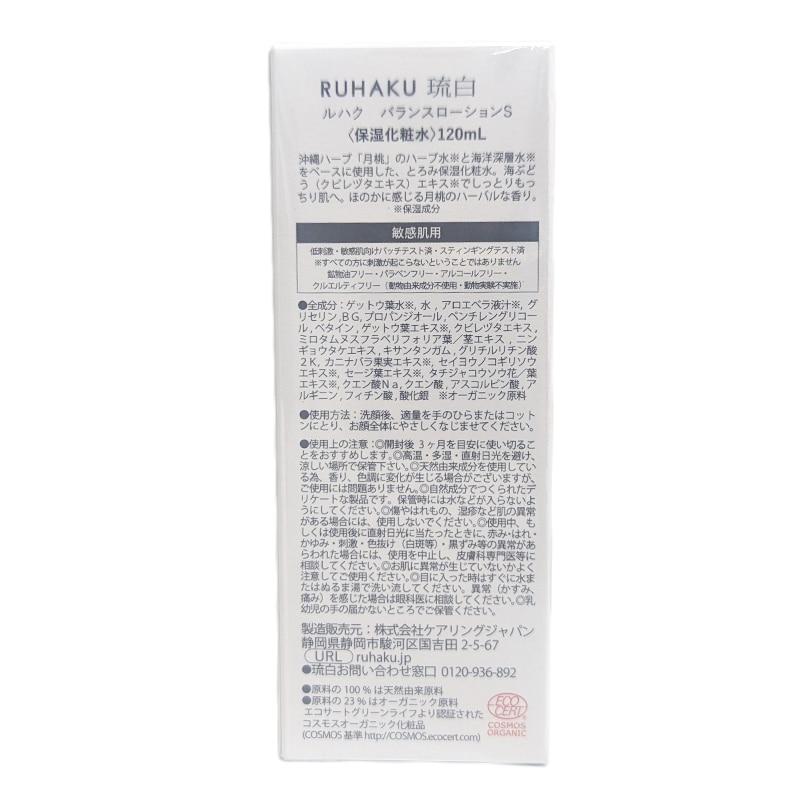 RUHAKU 琉白
ルハク バランスローションS
〈保湿化粧水〉120mL
沖縄ハーブ「月桃」のハーブ水※と海洋深層水※
をベースに使用した、とろみ保湿化粧水。海ぶど
う（クビレヅタエキス）エキス※でしっとりもっ
ちり肌へ。ほのかに感じる月桃のハーバルな香り。
※保湿成分
敏感肌用
低刺激・敏感肌向けパッチテスト済・スティンギングテスト済
※すべての方に刺激が起こらないということではありません
鉱物油フリー・パラベンフリー・アルコールフリー・
クルエルティフリー（動物由来成分不使用・動物実験不実施）
●全成分：ゲットウ葉水※, 水 , アロエベラ液汁※, グ
リセリン,ＢＧ,プロパンジオール,ペンチレングリコー
ル , ベタイン , ゲットウ葉エキス※, クビレヅタエキス ,
ミロタムヌスフラベリフォリア葉／茎エキス , ニン
ギョウタケエキス, キサンタンガム , グリチルリチン酸
２Ｋ, カニナバラ果実エキス※, セイヨウノコギリソウ
エキス※, セージ葉エキス※, タチジャコウソウ花／葉
エキス※, クエン酸Ｎａ, クエン酸 , アスコルビン酸 , ア
ルギニン , フィチン酸 , 酸化銀 ※オーガニック原料
●使用方法：洗顔後、適量を手のひらまたはコット
ンにとり、お顔全体にやさしくなじませてください。
●使用上の注意：◎開封後 3 ヶ月を目安に使い切るこ
とをおすすめします。◎高温・多湿・直射日光を避け、
涼しい場所で保管下さい。◎天然由来成分を使用してい
る為、香り、色調に変化が生じる場合がございますが、
ご使用には問題ありません。◎自然成分でつくられたデ
リケートな製品です。保管時には水などが入らないよう
にしてください。◎傷やはれもの、湿疹など肌の異常
がある場合には、使用しないでください。◎使用中、も
しくは使用後に直射日光に当たったときに、赤み・はれ・
かゆみ・刺激・色抜け（白斑等）・黒ずみ等の異常があ
らわれた場合には、使用を中止し、皮膚科専門医等に
相談してください。◎お肌に異常が生じていないかよく
注意してご使用ください。◎目に入った時はすぐに水ま
たはぬるま湯で洗い流してください。異常（かすみ、
痛み）を感じた場合は眼科医に相談してください。◎乳
幼児の手の届かないところでご保管ください。
製造販売元：株式会社ケアリングジャパン
静岡県静岡市駿河区国吉田 2-5-67
URL ruhaku.jp
●琉白お問い合わせ窓口 0120-936-892
●原料の 100 % は天然由来原料
●原料の 23 % はオーガニック原料
エコサートグリーンライフより認証された
コスモスオーガニック化粧品
(COSMOS 基準 http://COSMOS.ecocert.com)
ECO
CERT
COSMOS
ORGANIC